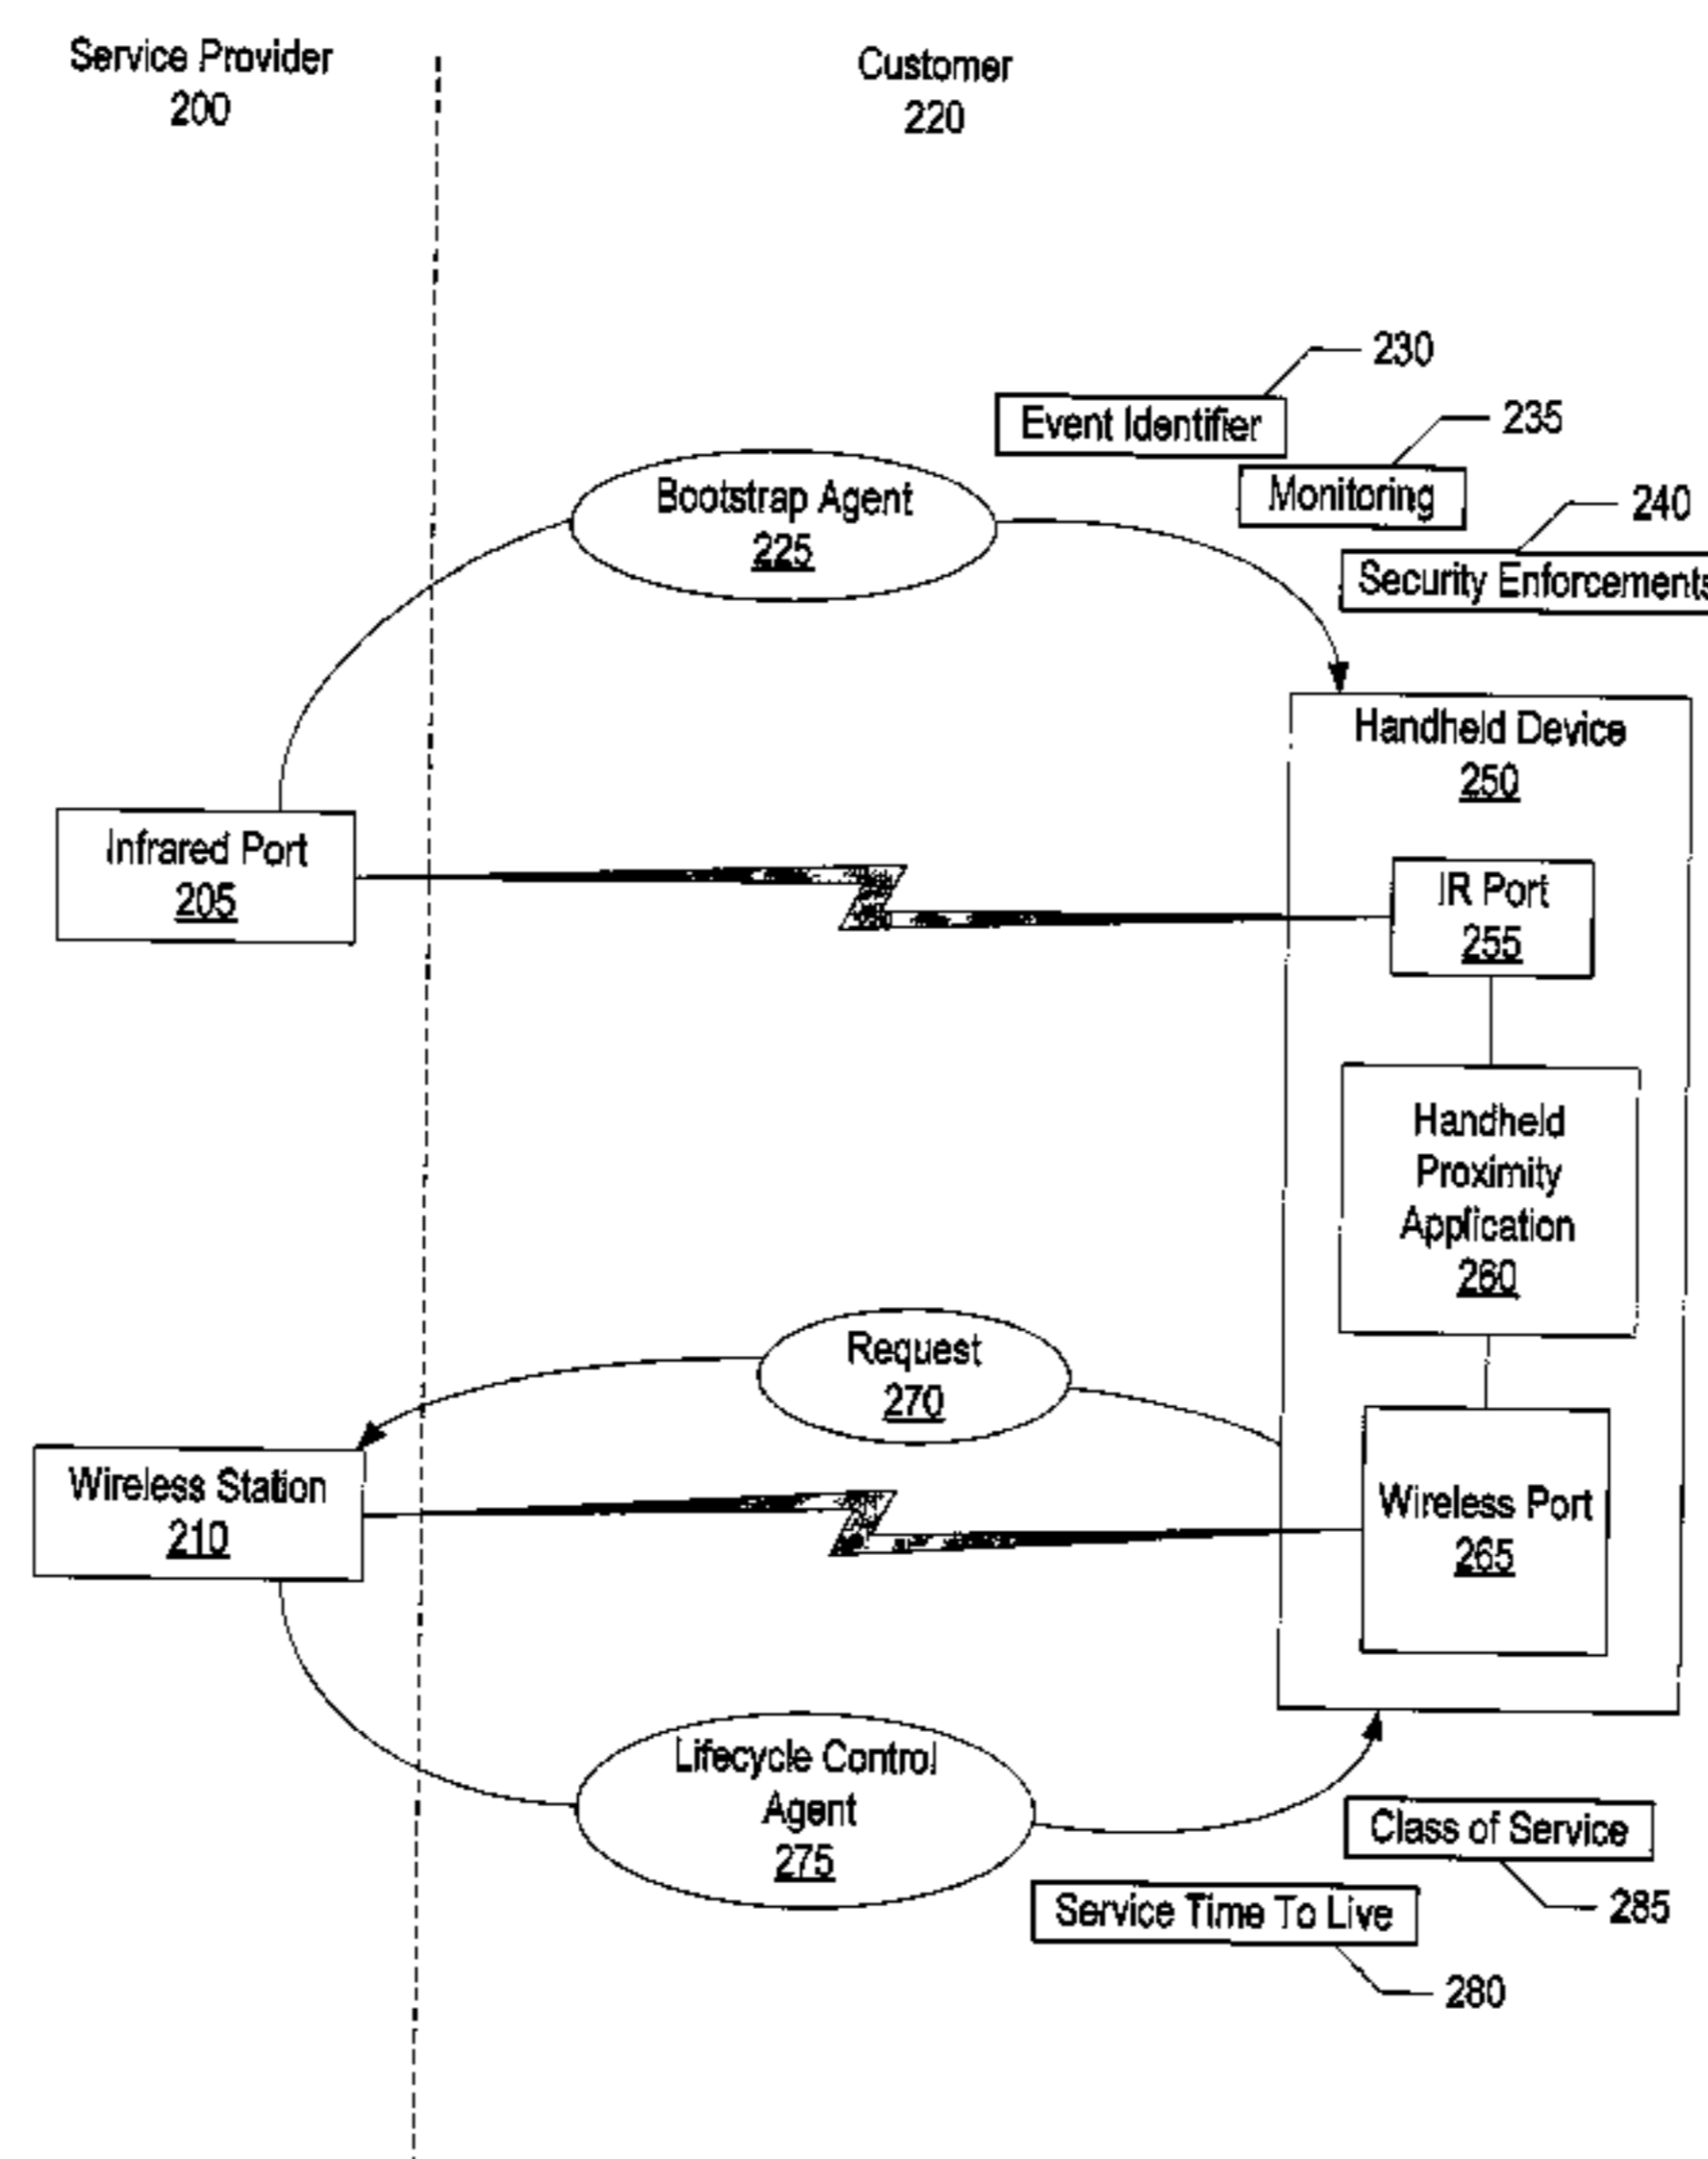 Service Provider
200
Customer
220
230
Event Identifier
235
Monitoring
240
Security Enforcements
Bootstrap Agent
225
Handheld Device
250
Infrared Port
205
IR Port
255
Handheld
Proximity
Application
260
Request
270
Wireless Station
210
Wireless Port
265
Lifecycle Control
Agent
275
Class of Service
285
Service Time To Live
280